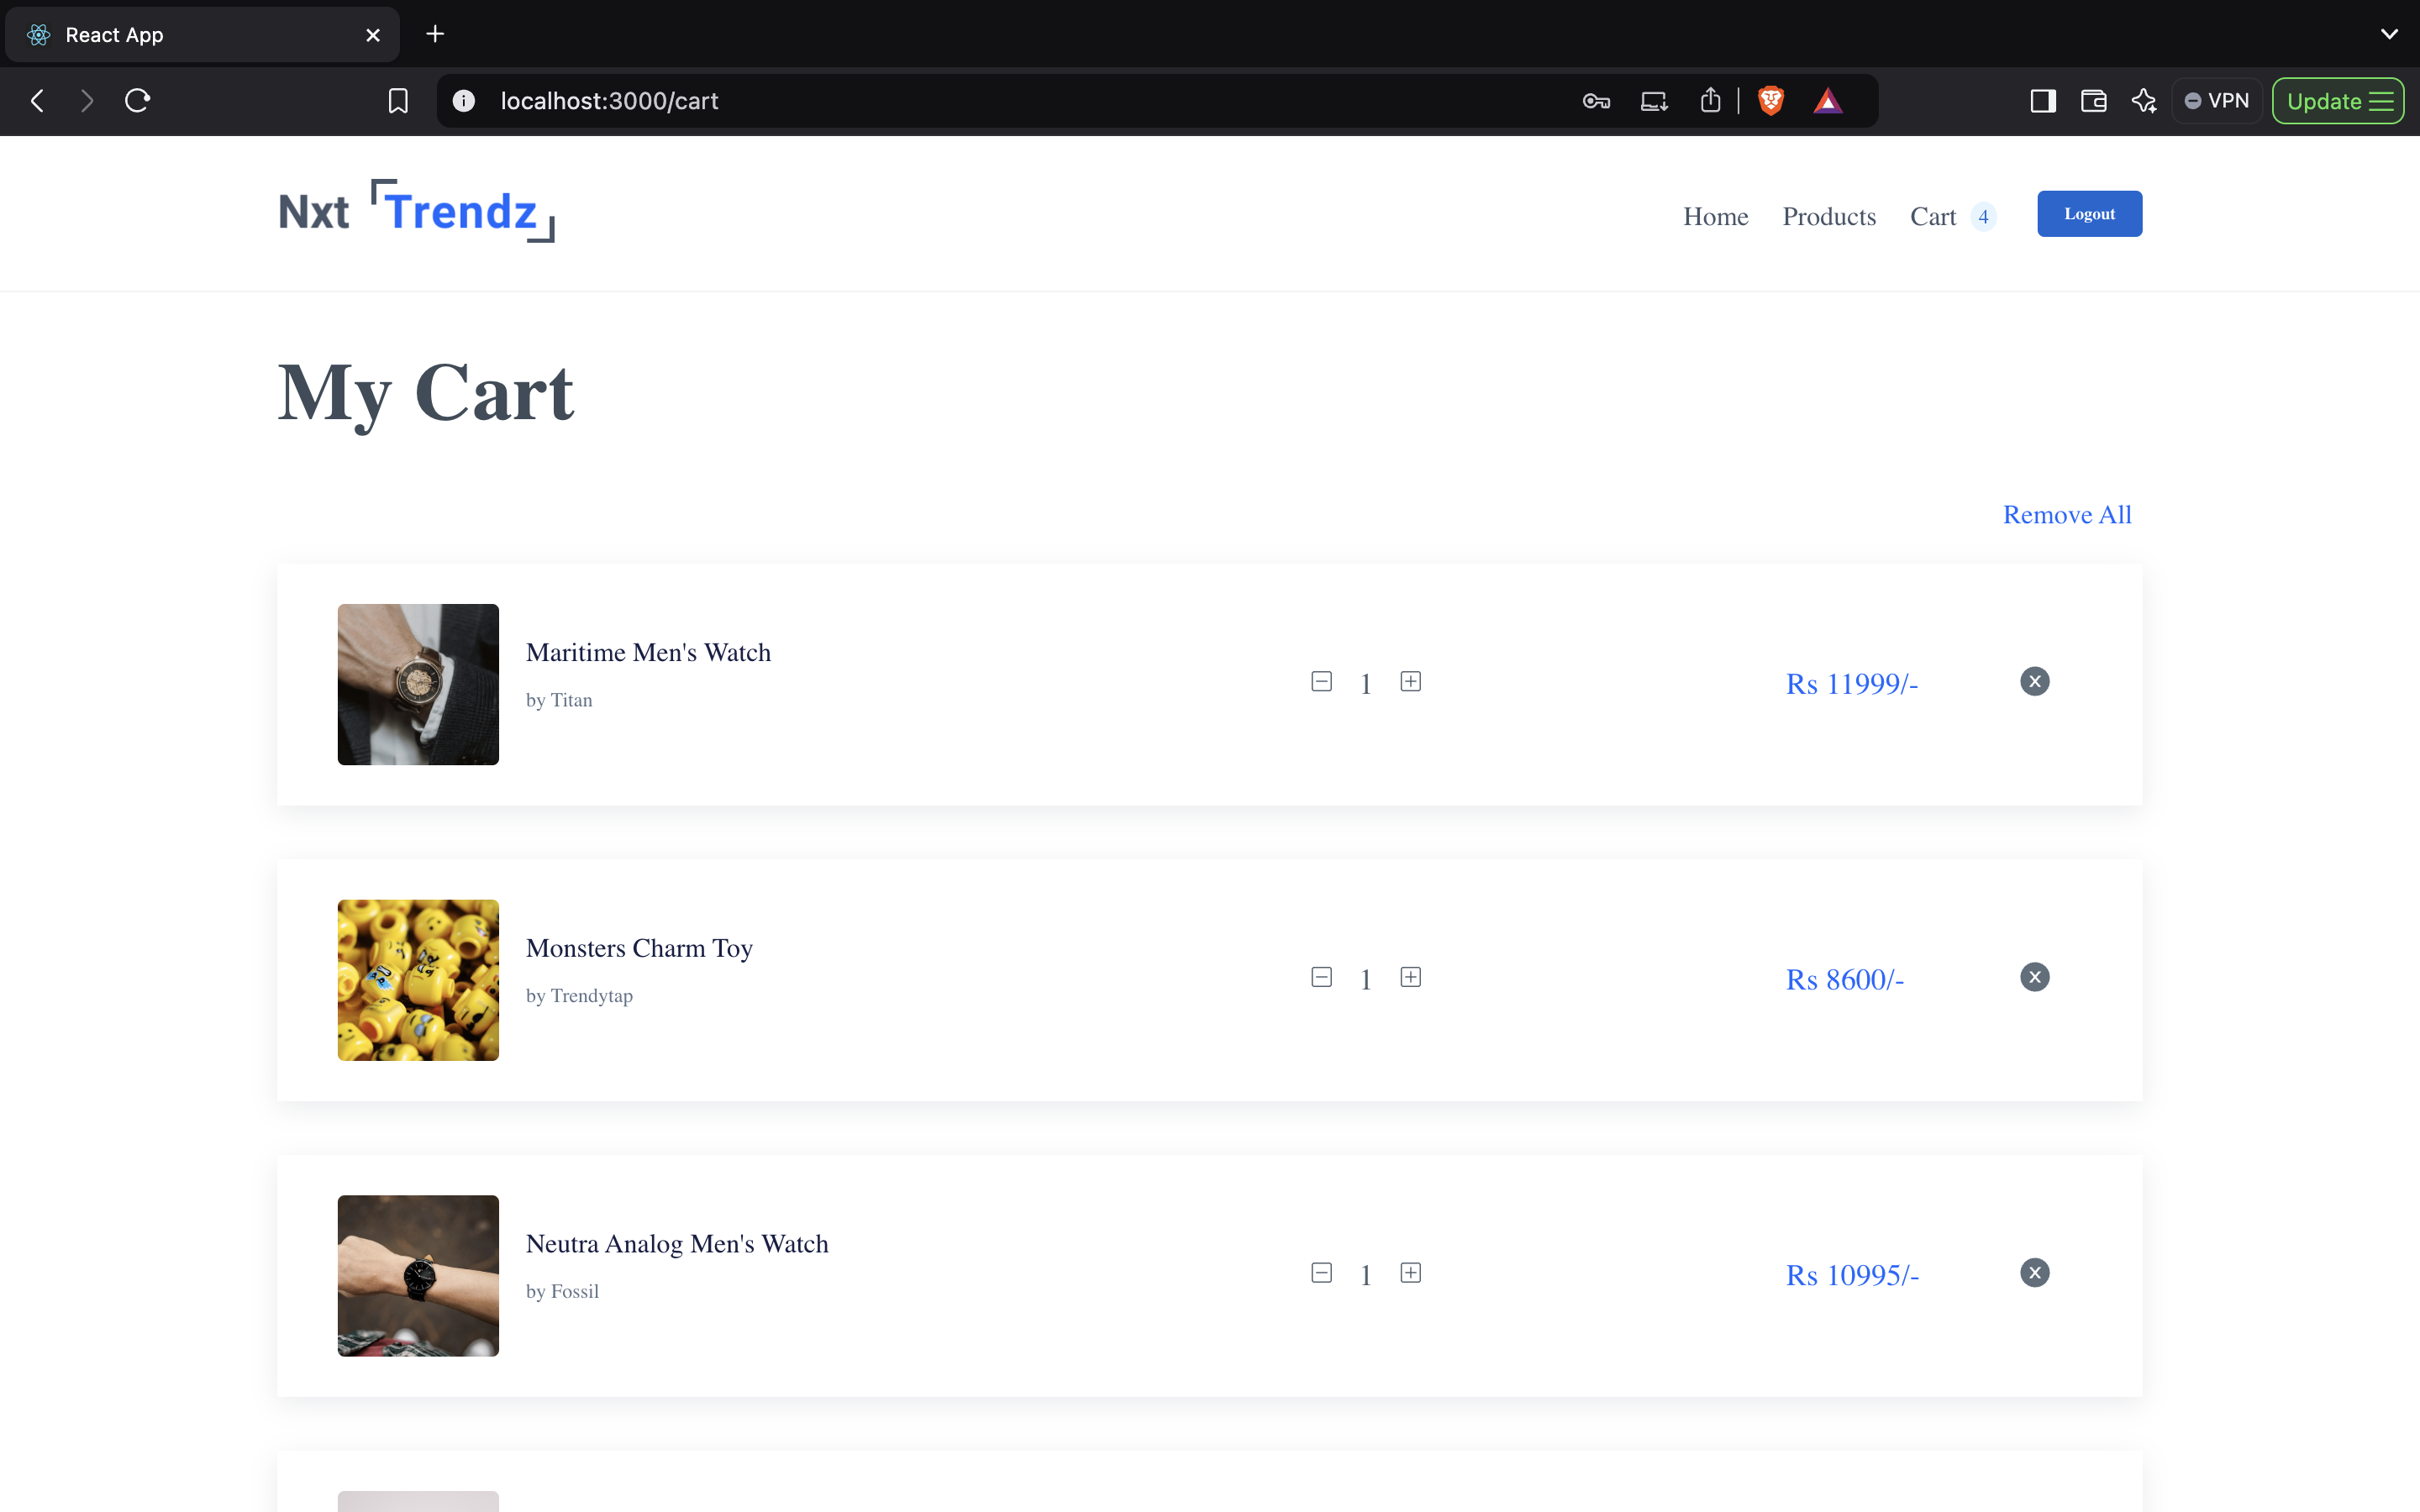 React App
localhost:3000/cart
VPN
Update
Nxt Trendz
Home Products Cart 4 Logout
My Cart
Remove All
Maritime Men's Watch
by Titan
1
Rs 11999/-
Monsters Charm Toy
by Trendytap
1
Rs 8600/-
Neutra Analog Men's Watch
by Fossil
1
Rs 10995/-